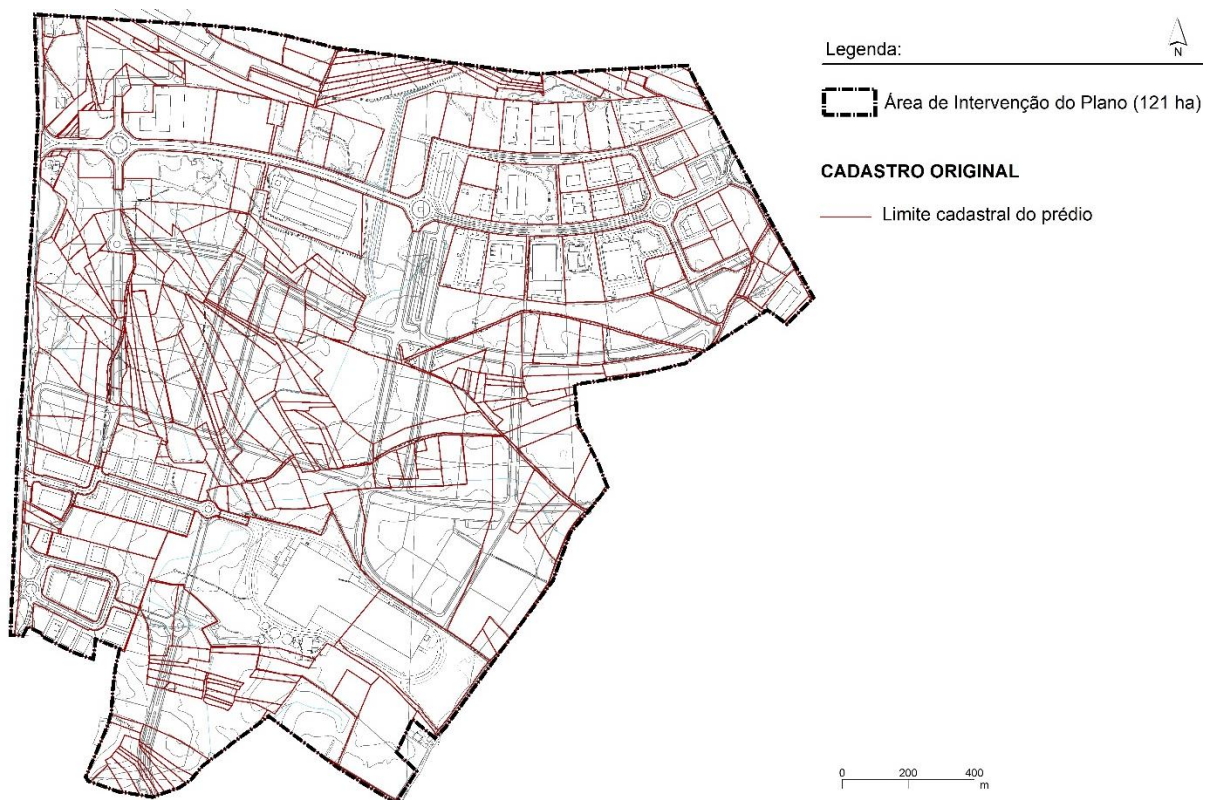 N
Legenda:
Área de Intervenção do Plano (121 ha)
CADASTRO ORIGINAL
Limite cadastral do prédio
0 200 400
m